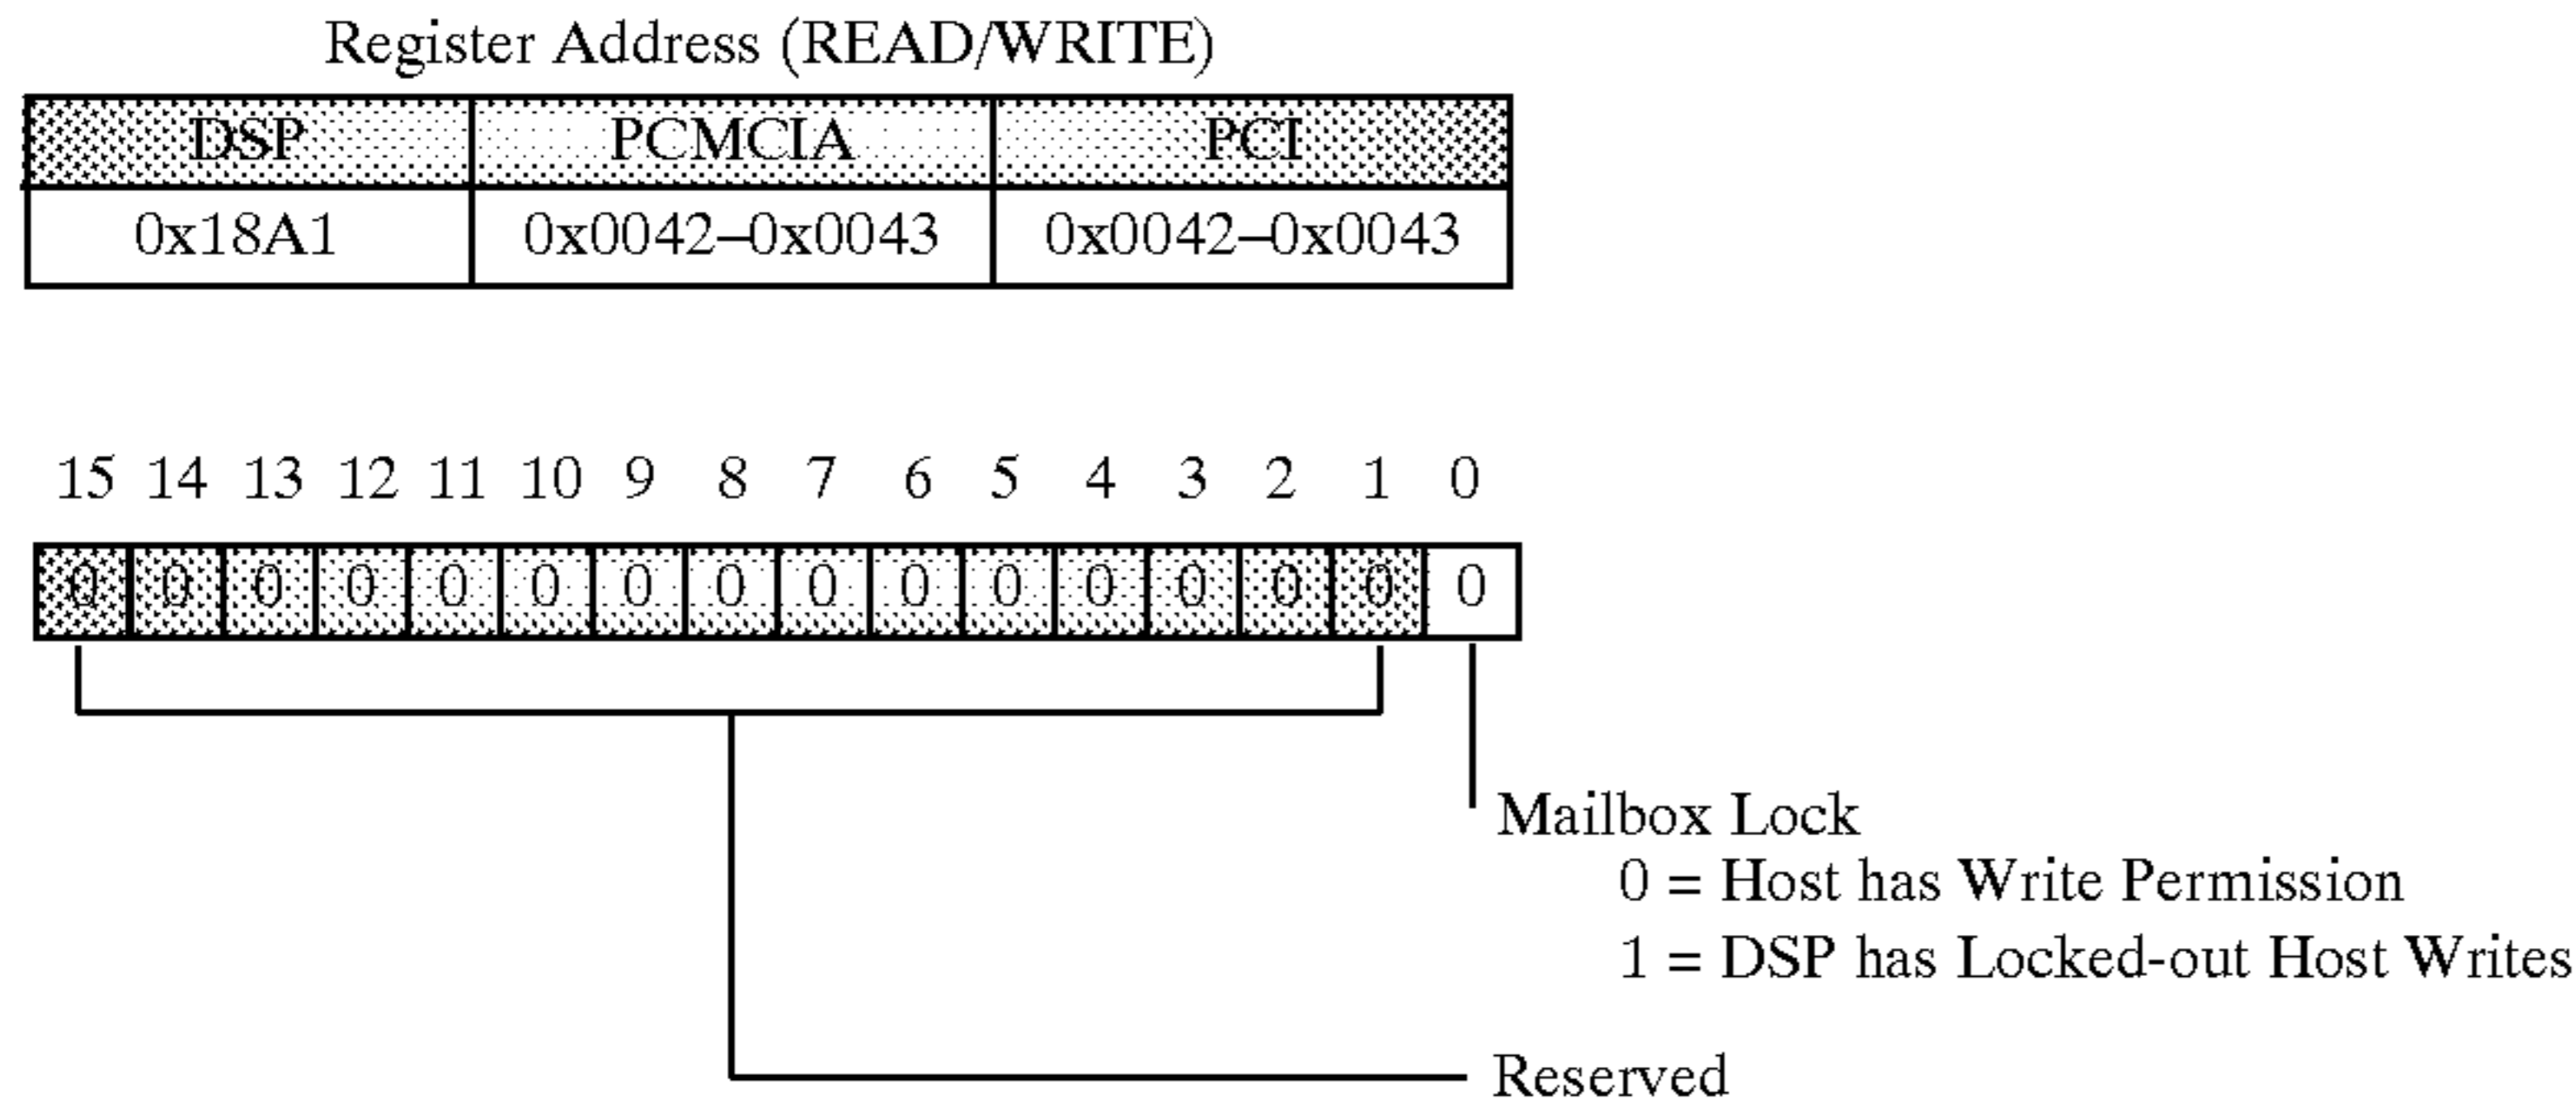 Register Address (READ/WRITE)
DSP PCMCIA PCI
0x18A1 0x0042–0x0043 0x0042–0x0043
15 14 13 12 11 10 9 8 7 6 5 4 3 2 1 0
0 0 0 0 0 0 0 0 0 0 0 0 0 0 0 0
Mailbox Lock
0 = Host has Write Permission
1 = DSP has Locked-out Host Writes
Reserved